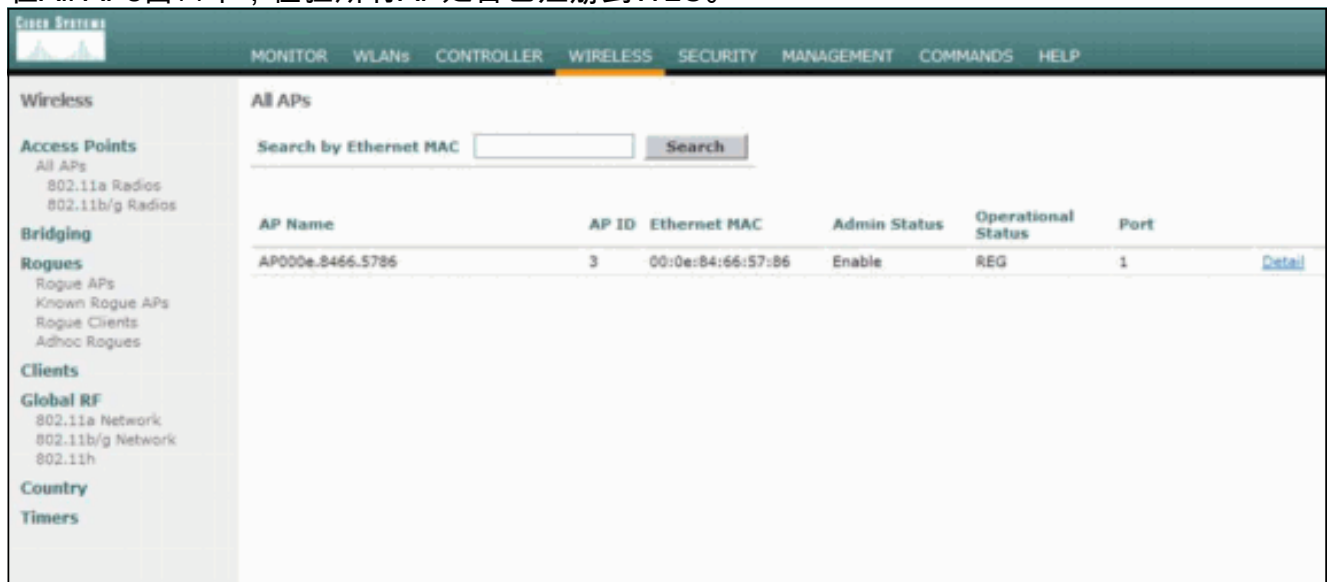 CISCO SYSTEMS
MONITOR WLANs CONTROLLER WIRELESS SECURITY MANAGEMENT COMMANDS HELP
Wireless
Access Points
All APs
802.11a Radios
802.11b/g Radios
Bridging
Rogues
Rogue APs
Known Rogue APs
Rogue Clients
Adhoc Rogues
Clients
Global RF
802.11a Network
802.11b/g Network
802.11h
Country
Timers
All APs
Search by Ethernet MAC Search
AP Name AP ID Ethernet MAC Admin Status Operational Status Port
AP000e.8466.5786 3 00:0e:84:66:57:86 Enable REG 1 Detail